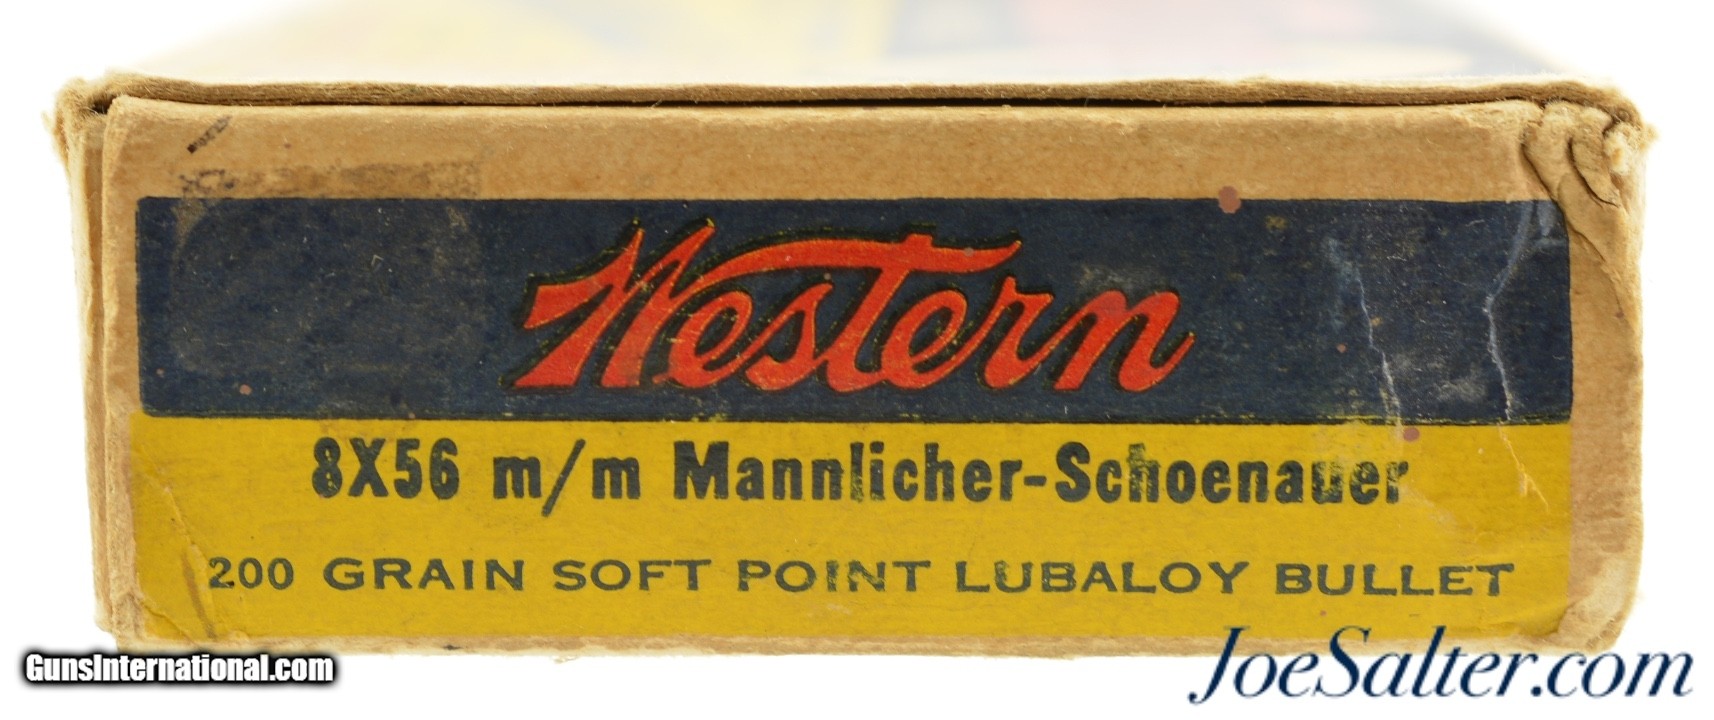 Western
8X56 m/m Mannlicher-Schoenauer
200 GRAIN SOFT POINT LUBALOY BULLET
GunsInternational.com
JoeSalter.com